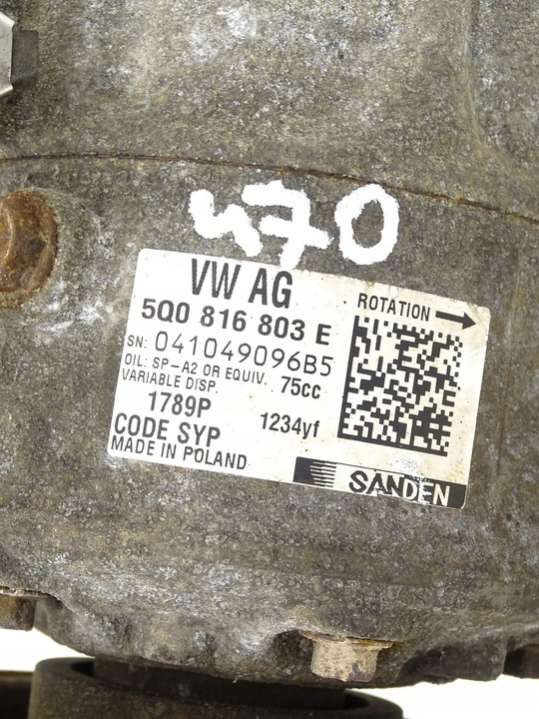 470
VW AG
5Q0 816 803 E
SN: 041049096B5
OIL: SP-A2 OR EQUIV. 75cc
VARIABLE DISP.
1789P 1234yf
CODE SYP
MADE IN POLAND
ROTATION
SANDEN